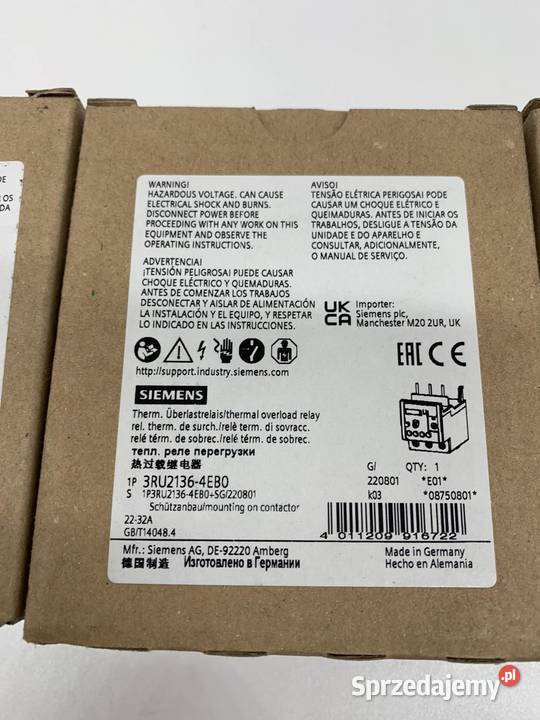 DE
R OS
DA
WARNING!
HAZARDOUS VOLTAGE. CAN CAUSE
ELECTRICAL SHOCK AND BURNS.
DISCONNECT POWER BEFORE
PROCEEDING WITH ANY WORK ON THIS
EQUIPMENT AND OBSERVE THE
OPERATING INSTRUCTIONS.
ADVERTENCIA!
¡TENSIÓN PELIGROSA! PUEDE CAUSAR
CHOQUE ELÉCTRICO Y QUEMADURAS.
ANTES DE COMENZAR LOS TRABAJOS
DESCONECTAR Y AISLAR DE ALIMENTACIÓN
LA INSTALACIÓN Y EL EQUIPO, Y RESPETAR
LO INDICADO EN LAS INSTRUCCIONES.
AVISO!
TENSÃO ELÉTRICA PERIGOSA! PODE
CAUSAR UM CHOQUE ELÉTRICO E
QUEIMADURAS. ANTES DE INICIAR OS
TRABALHOS, DESLIGUE A TENSÃO DA
UNIDADE E DO APARELHO E
CONSULTAR, ADICIONALMENTE,
O MANUAL DE SERVIÇO.
UK
CA
Importer:
Siemens plc,
Manchester M20 2UR, UK
EAC CE
http://support.industry.siemens.com
SIEMENS
Therm. Überlastrelais/thermal overload relay
rel. therm. de surch./relè term. di sovracc.
relé térm. de sobrec./relé térm. de sobrec.
тепл. реле перегрузки
热过载继电器
1P 3RU2136-4EB0
S 1P3RU2136-4EB0+SG/220801
Schützanbau/mounting on contactor
22-32A
GB/T14048.4
G/ QTY: 1
220801 *E01*
k03 *08750801*
4 011209 916722
Mfr.: Siemens AG, DE-92220 Amberg
德国制造 Изготовлено в Германии
Made in Germany
Hecho en Alemania
Sprzedajemy.pl